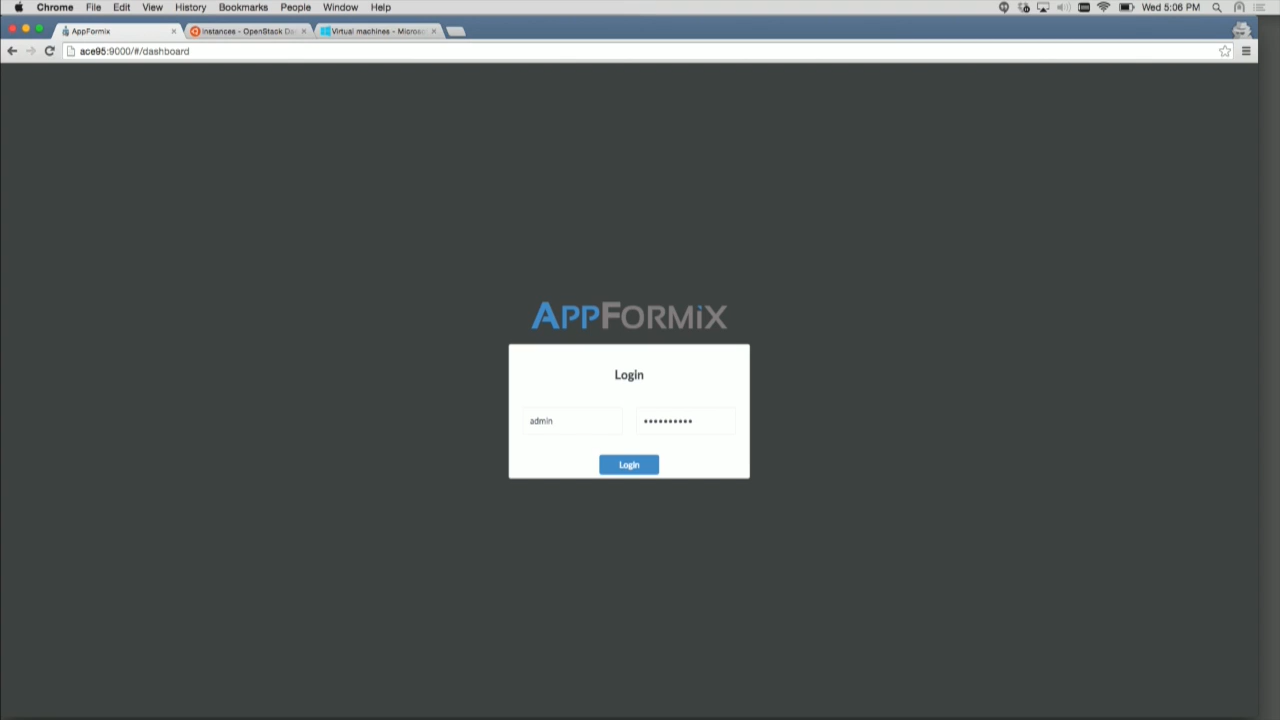 Chrome File Edit View History Bookmarks People Window Help Wed 5:06 PM
AppFormix Instances - OpenStack Da Virtual machines - Microso
ace95:9000/#/dashboard
APPFORMiX
Login
admin ••••••••••
Login